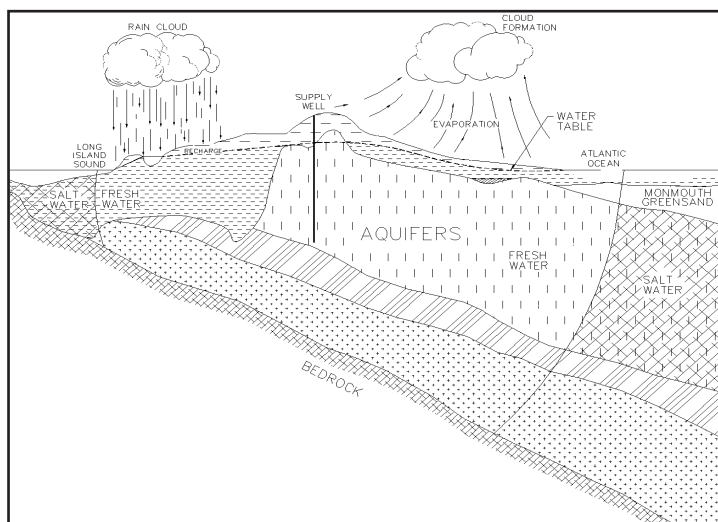 RAIN CLOUD
CLOUD
FORMATION
SUPPLY
WELL
EVAPORATION
WATER
TABLE
LONG
ISLAND
SOUND
RECHARGE
ATLANTIC
OCEAN
SALT
WATER
FRESH
WATER
MONMOUTH
GREENSAND
AQUIFERS
FRESH
WATER
SALT
WATER
BEDROCK